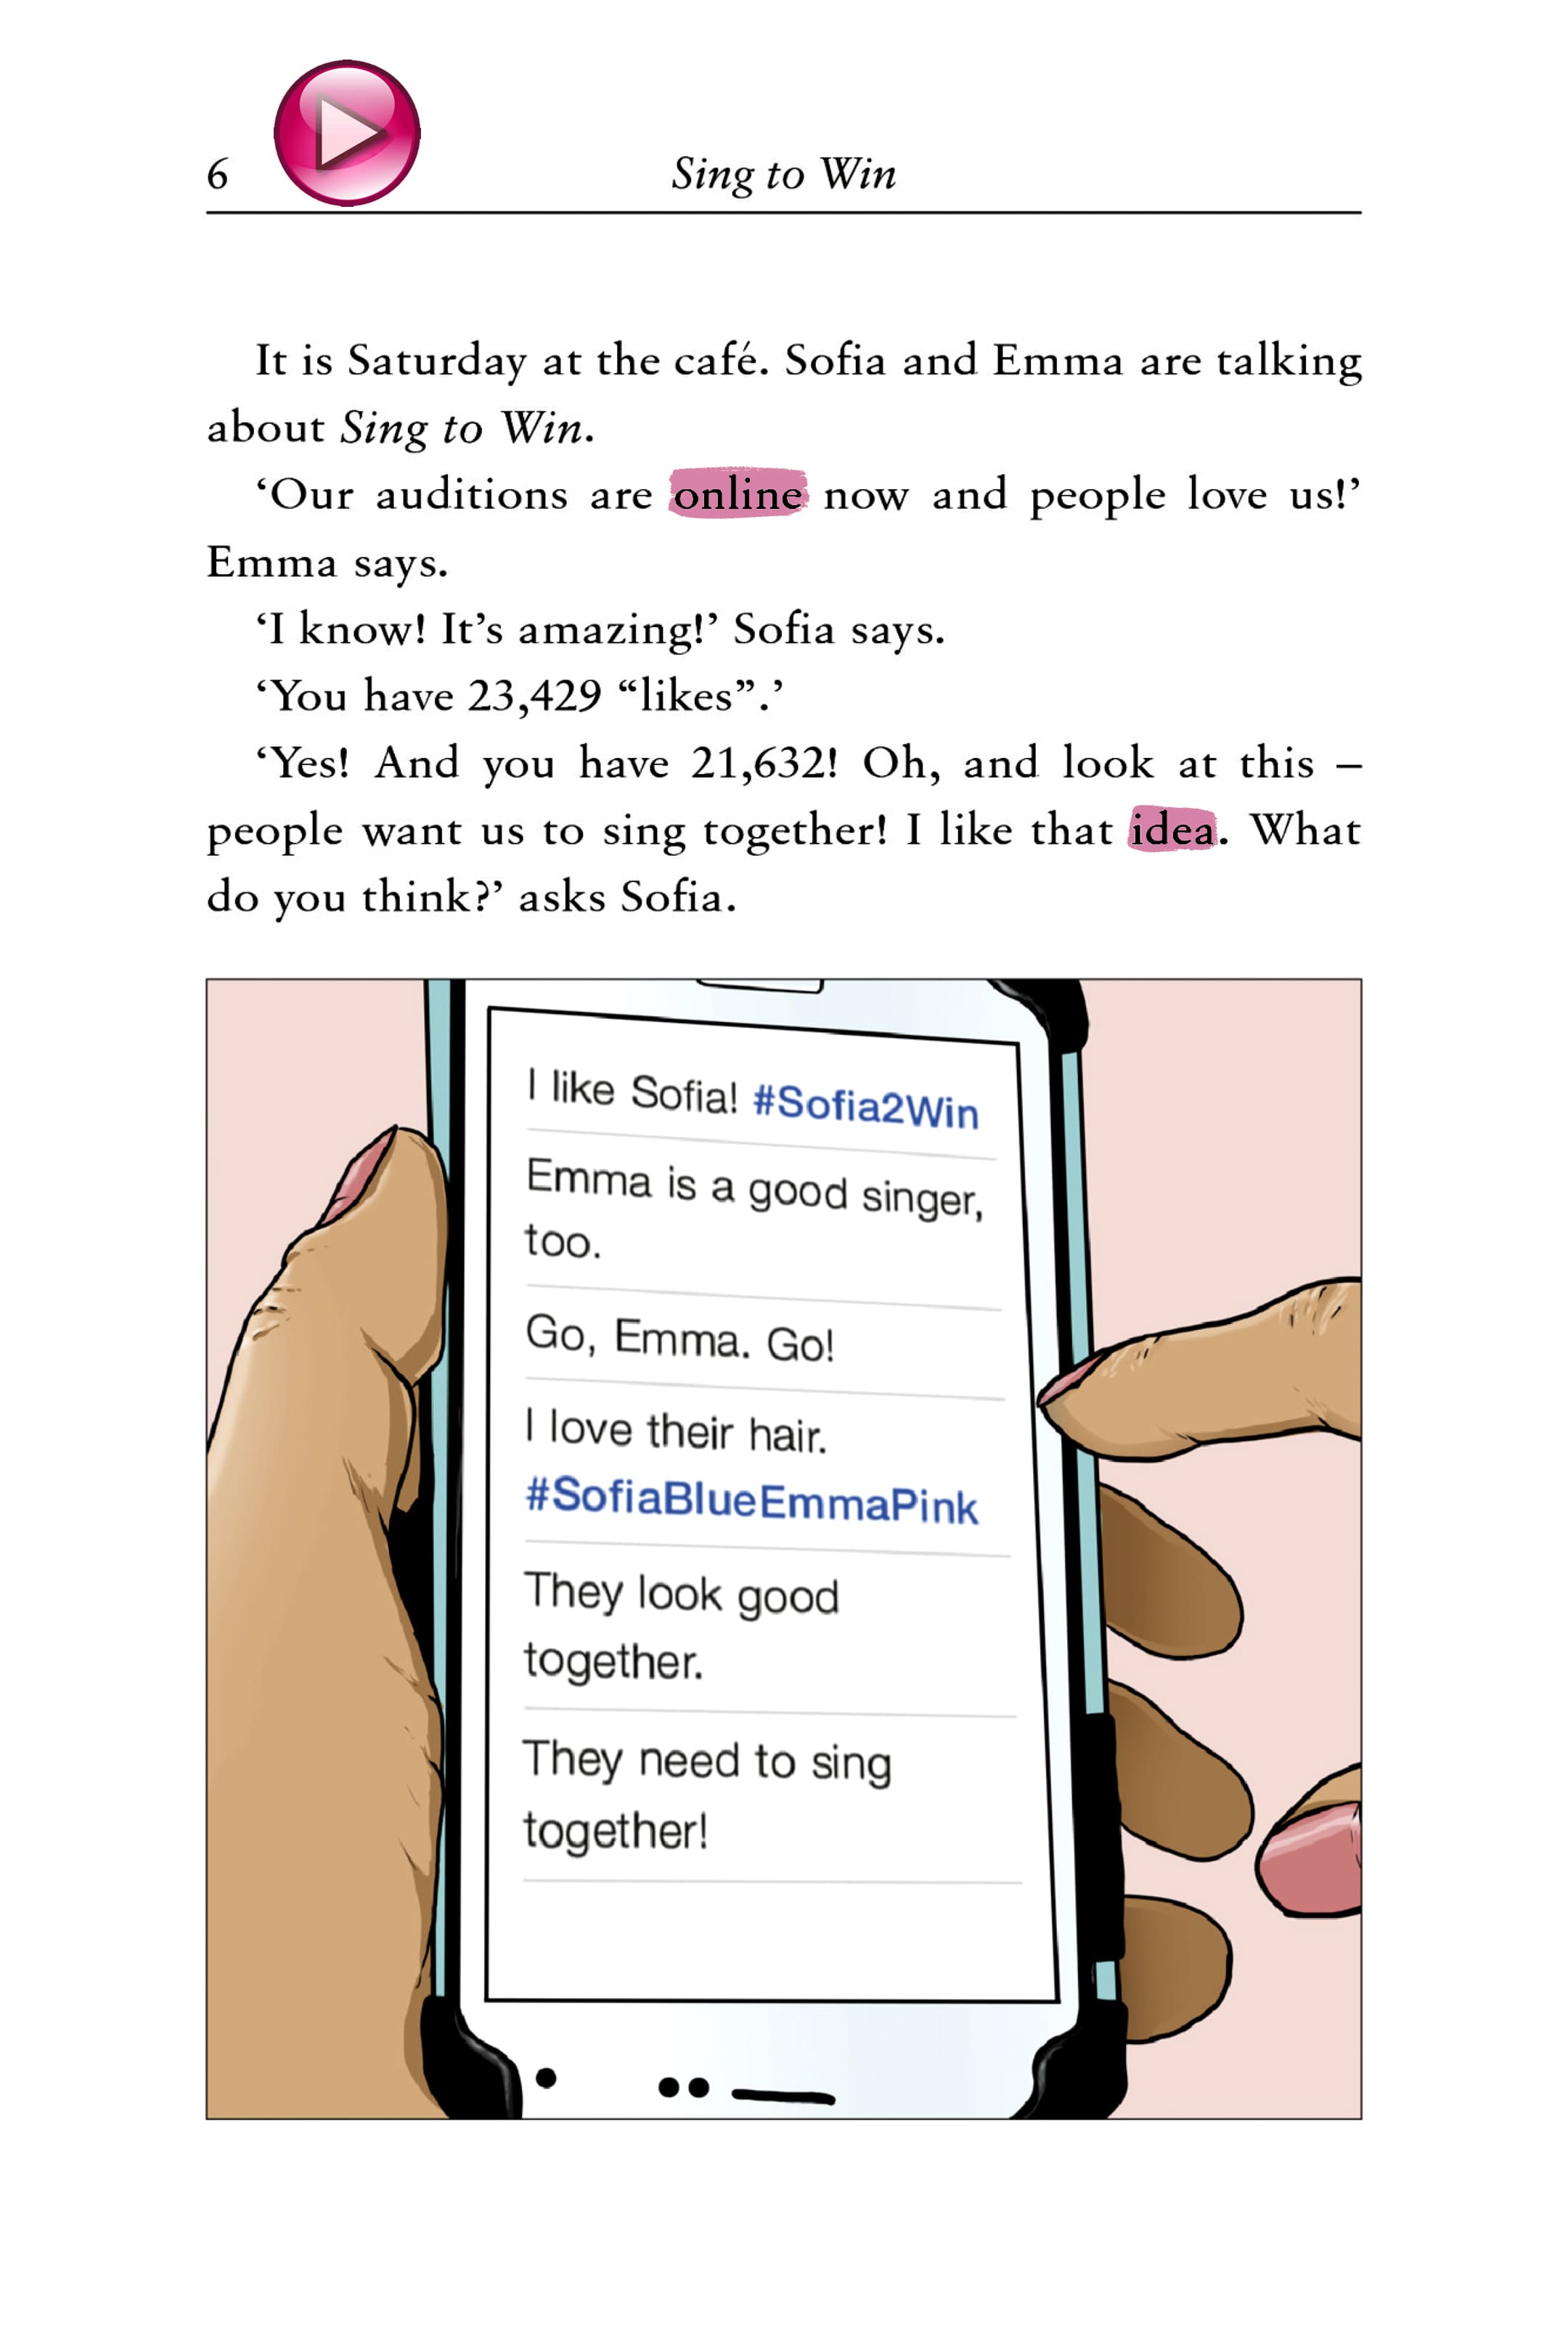 6
Sing to Win
It is Saturday at the café. Sofia and Emma are talking
about Sing to Win.
‘Our auditions are online now and people love us!’
Emma says.
‘I know! It’s amazing!’ Sofia says.
‘You have 23,429 “likes”.’
‘Yes! And you have 21,632! Oh, and look at this –
people want us to sing together! I like that idea. What
do you think?’ asks Sofia.
I like Sofia! #Sofia2Win
Emma is a good singer,
too.
Go, Emma. Go!
I love their hair.
#SofiaBlueEmmaPink
They look good
together.
They need to sing
together!